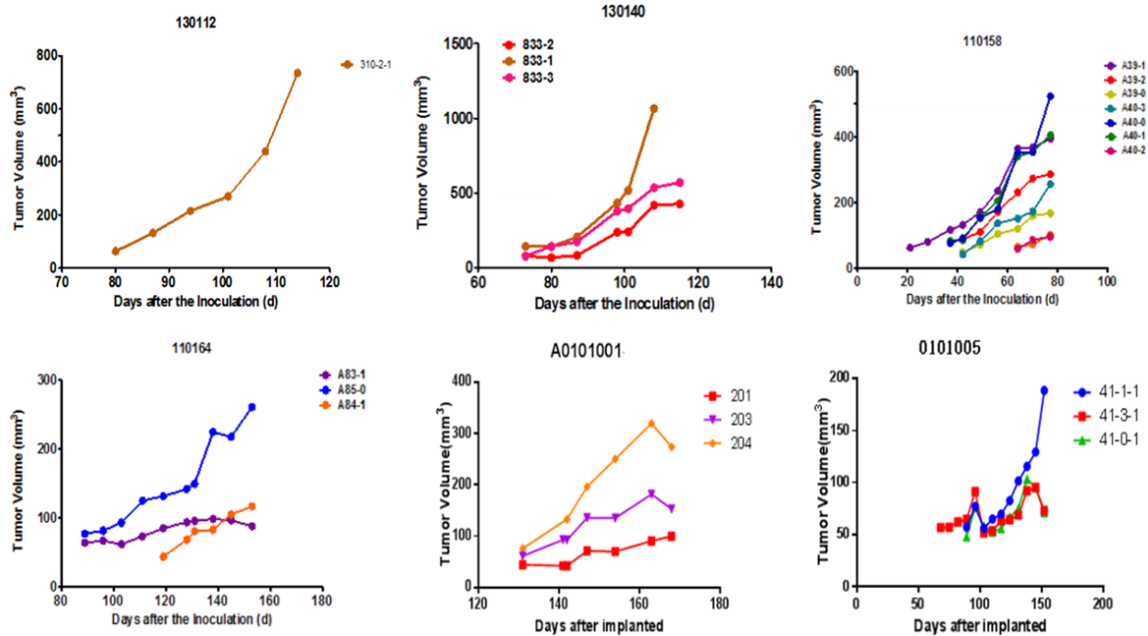 130112
Tumor Volume (mm3)
800
600
400
200
0
70 80 90 100 110 120 130
Days after the Inoculation (d)
310-2-1
130140
Tumor Volume (mm3)
1500
1000
500
0
60 80 100 120 140
Days after the Inoculation (d)
833-2
833-1
833-3
110158
Tumor Volume (mm3)
600
400
200
0
0 20 40 60 80 100
Days after the Inoculation (d)
A39-1
A39-2
A39-0
A40-3
A40-0
A40-1
A40-2
110164
Tumor Volume (mm3)
300
200
100
0
80 100 120 140 160 180
Days after the Inoculation (d)
A83-1
A85-0
A84-1
A0101001
Tumor Volume(mm3)
400
300
200
100
0
120 140 160 180
Days after implanted
201
203
204
0101005
Tumor Volume(mm3)
200
150
100
50
0
0 50 100 150 200
Days after implanted
41-1-1
41-3-1
41-0-1